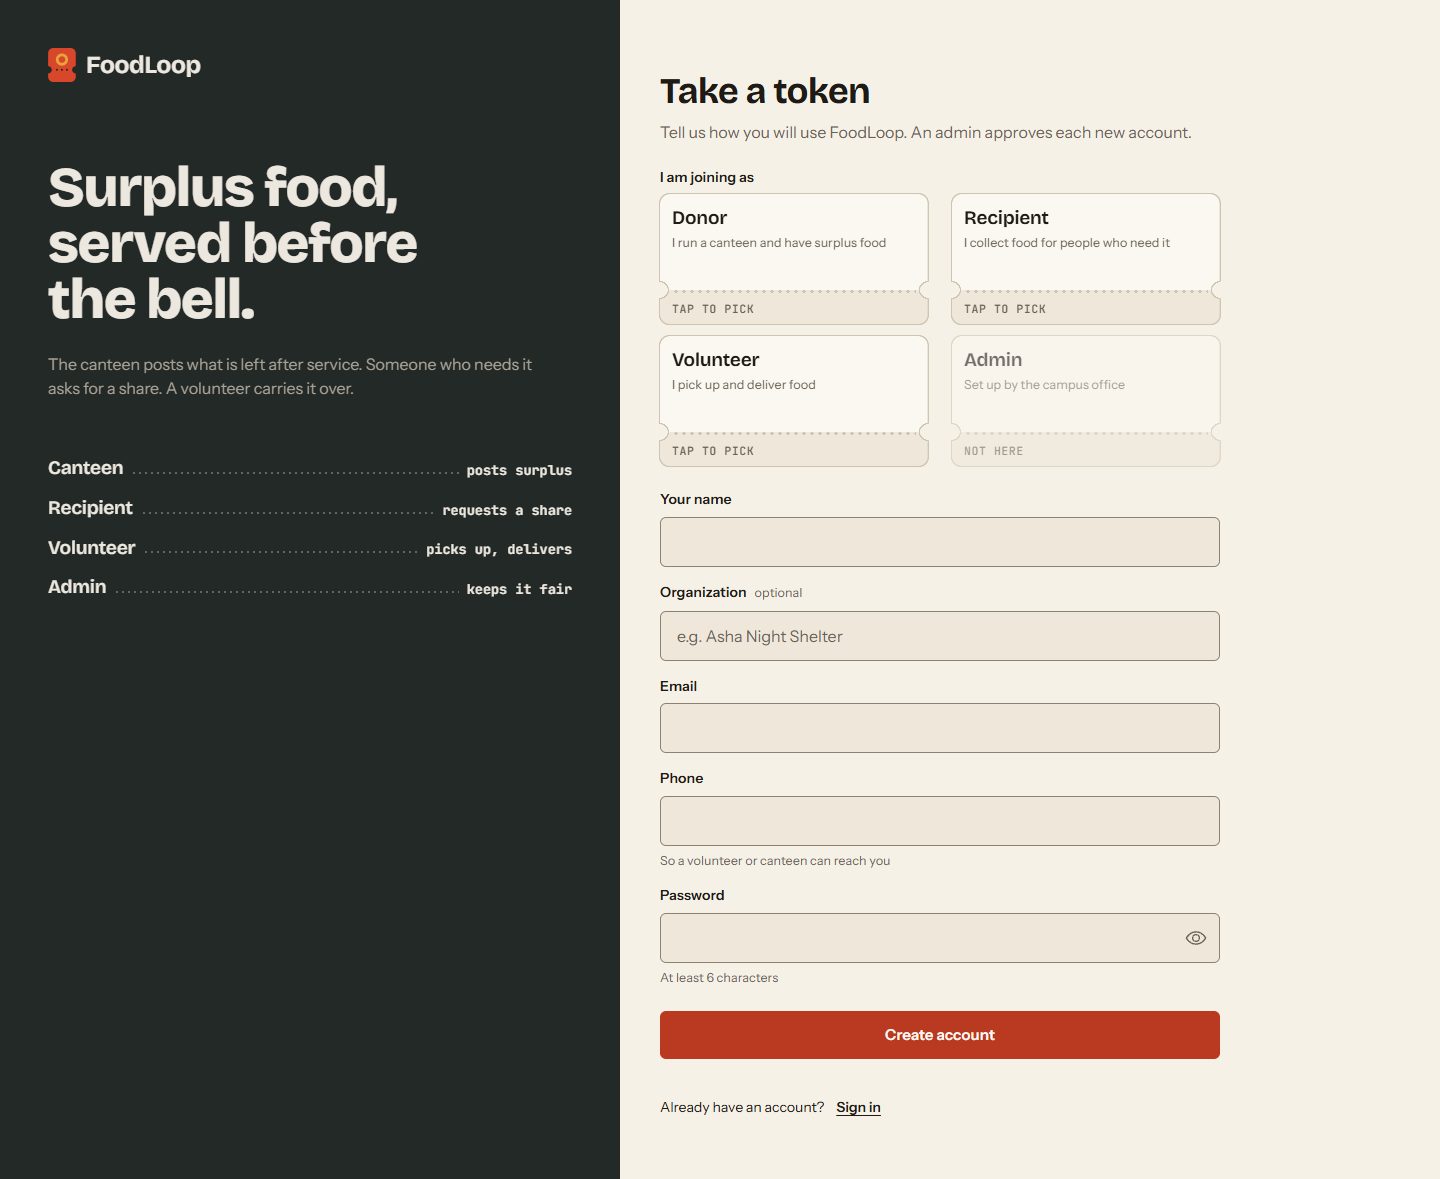 FoodLoop
Surplus food,
served before
the bell.
The canteen posts what is left after service. Someone who needs it
asks for a share. A volunteer carries it over.
Canteen posts surplus
Recipient requests a share
Volunteer picks up, delivers
Admin keeps it fair
Take a token
Tell us how you will use FoodLoop. An admin approves each new account.
I am joining as
Donor
I run a canteen and have surplus food
TAP TO PICK
Recipient
I collect food for people who need it
TAP TO PICK
Volunteer
I pick up and deliver food
TAP TO PICK
Admin
Set up by the campus office
NOT HERE
Your name
Organization optional
e.g. Asha Night Shelter
Email
Phone
So a volunteer or canteen can reach you
Password
At least 6 characters
Create account
Already have an account? Sign in